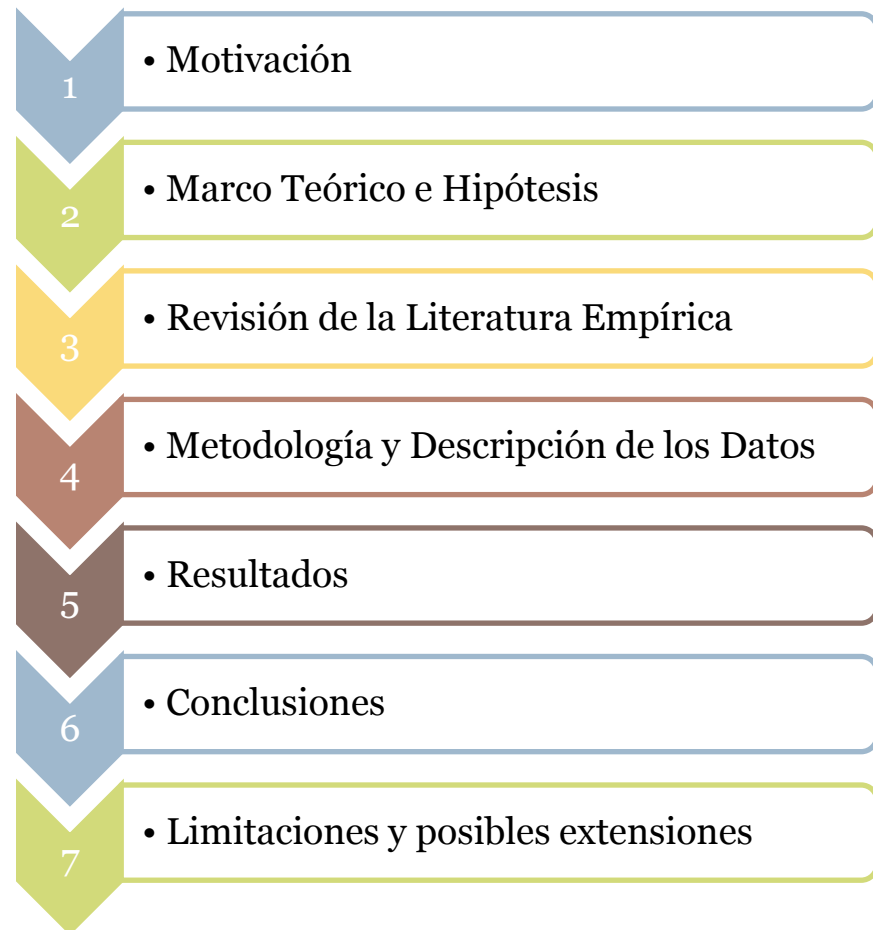 1
• Motivación
2
• Marco Teórico e Hipótesis
3
• Revisión de la Literatura Empírica
4
• Metodología y Descripción de los Datos
5
• Resultados
6
• Conclusiones
7
• Limitaciones y posibles extensiones